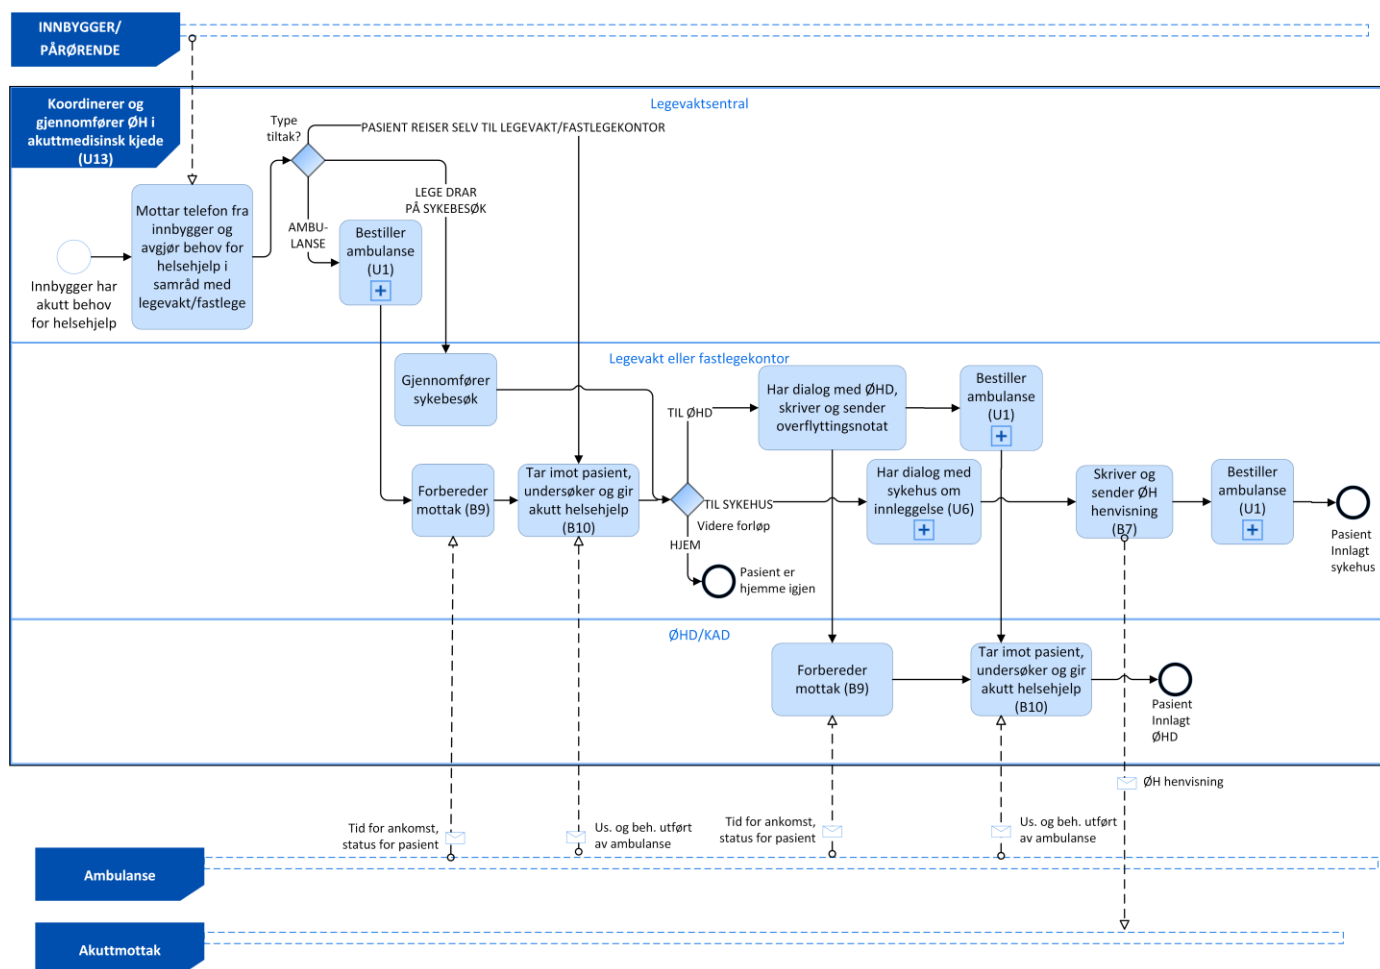 INNBYGGER/
PÅRØRENDE
Koordinerer og
gjennomfører ØH i
akuttmedisinsk kjede
(U13)
Legevaktsentral
Type
tiltak?
PASIENT REISER SELV TIL LEGEVAKT/FASTLEGEKONTOR
LEGE DRAR
PÅ SYKEBESØK
AMBU-
LANSE
Mottar telefon fra
innbygger og
avgjør behov for
helsehjelp i
samråd med
legevakt/fastlege
Bestiller
ambulanse
(U1)
Innbygger har
akutt behov
for helsehjelp
Legevakt eller fastlegekontor
Gjennomfører
sykebesøk
TIL ØHD
Har dialog med ØHD,
skriver og sender
overflyttingsnotat
Bestiller
ambulanse
(U1)
Forbereder
mottak (B9)
Tar imot pasient,
undersøker og gir
akutt helsehjelp
(B10)
TIL SYKEHUS
Videre forløp
HJEM
Har dialog med
sykehus om
innleggelse (U6)
Skriver og
sender ØH
henvisning
(B7)
Bestiller
ambulanse
(U1)
Pasient
Innlagt
sykehus
Pasient er
hjemme igjen
ØHD/KAD
Forbereder
mottak (B9)
Tar imot pasient,
undersøker og gir
akutt helsehjelp
(B10)
Pasient
Innlagt
ØHD
ØH henvisning
Tid for ankomst,
status for pasient
Us. og beh. utført
av ambulanse
Tid for ankomst,
status for pasient
Us. og beh. utført
av ambulanse
Ambulanse
Akuttmottak